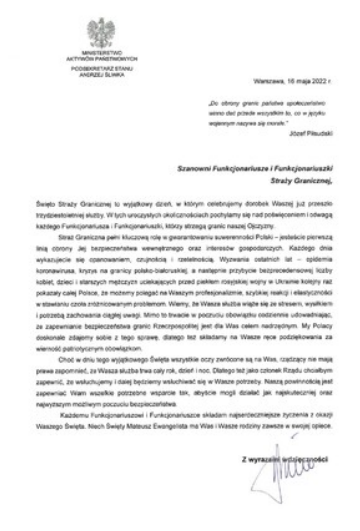 MINISTERSTWO
AKTYWÓW PAŃSTWOWYCH
PODSEKRETARZ STANU
ANDRZEJ ŚLIWKA
Warszawa, 16 maja 2022 r.
„Do obrony granic państwa społeczeństwo
winno dać przede wszystkim to, co w języku
wojennym nazywa się morale."
Józef Piłsudski
Szanowni Funkcjonariusze i Funkcjonariuszki
Straży Granicznej,
Święto Straży Granicznej to wyjątkowy dzień, w którym celebrujemy dorobek Waszej już przeszło
trzydziestoletniej służby. W tych uroczystych okolicznościach pochylamy się nad poświęceniem i odwagą
każdego Funkcjonariusza i Funkcjonariuszki, którzy strzegą granic naszej Ojczyzny.
Straż Graniczna pełni kluczową rolę w gwarantowaniu suwerenności Polski – jesteście pierwszą
linią obrony Jej bezpieczeństwa wewnętrznego oraz interesów gospodarczych. Każdego dnia
wykazujecie się opanowaniem, czujnością i rzetelnością. Wyzwania ostatnich lat – epidemia
koronawirusa, kryzys na granicy polsko-białoruskiej, a następnie przybycie bezprecedensowej liczby
kobiet, dzieci i starszych mężczyzn uciekających przed piekłem rosyjskiej wojny w Ukrainie kolejny raz
pokazały całej Polsce, że możemy polegać na Waszym profesjonalizmie, szybkiej reakcji i elastyczności
w stawianiu czoła zróżnicowanym problemom. Wiemy, że Wasza służba wiąże się ze stresem, wysiłkiem
i potrzebą zachowania ciągłej uwagi. Mimo to trwacie w poczuciu obowiązku codziennie udowadniając,
że zapewnianie bezpieczeństwa granic Rzeczypospolitej jest dla Was celem nadrzędnym. My Polacy
doskonale zdajemy sobie z tego sprawę, dlatego też składamy na Wasze ręce podziękowania za
wierność patriotycznym obowiązkom.
Choć w dniu tego wyjątkowego Święta wszystkie oczy zwrócone są na Was, rządzący nie mają
prawa zapomnieć, że Wasza służba trwa cały rok, dzień i noc. Dlatego też jako członek Rządu chciałbym
zapewnić, że wsłuchujemy i dalej będziemy wsłuchiwać się w Wasze potrzeby. Naszą powinnością jest
zapewniać Wam wszelkie potrzebne wsparcie tak, abyście mogli działać jak najskuteczniej oraz
z najwyższym możliwym poczuciu bezpieczeństwa.
Każdemu Funkcjonariuszowi i Funkcjonariuszce składam najserdeczniejsze życzenia z okazji
Waszego Święta. Niech Święty Mateusz Ewangelista ma Was i Wasze rodziny zawsze w swojej opiece.
Z wyrazami wdzięczności